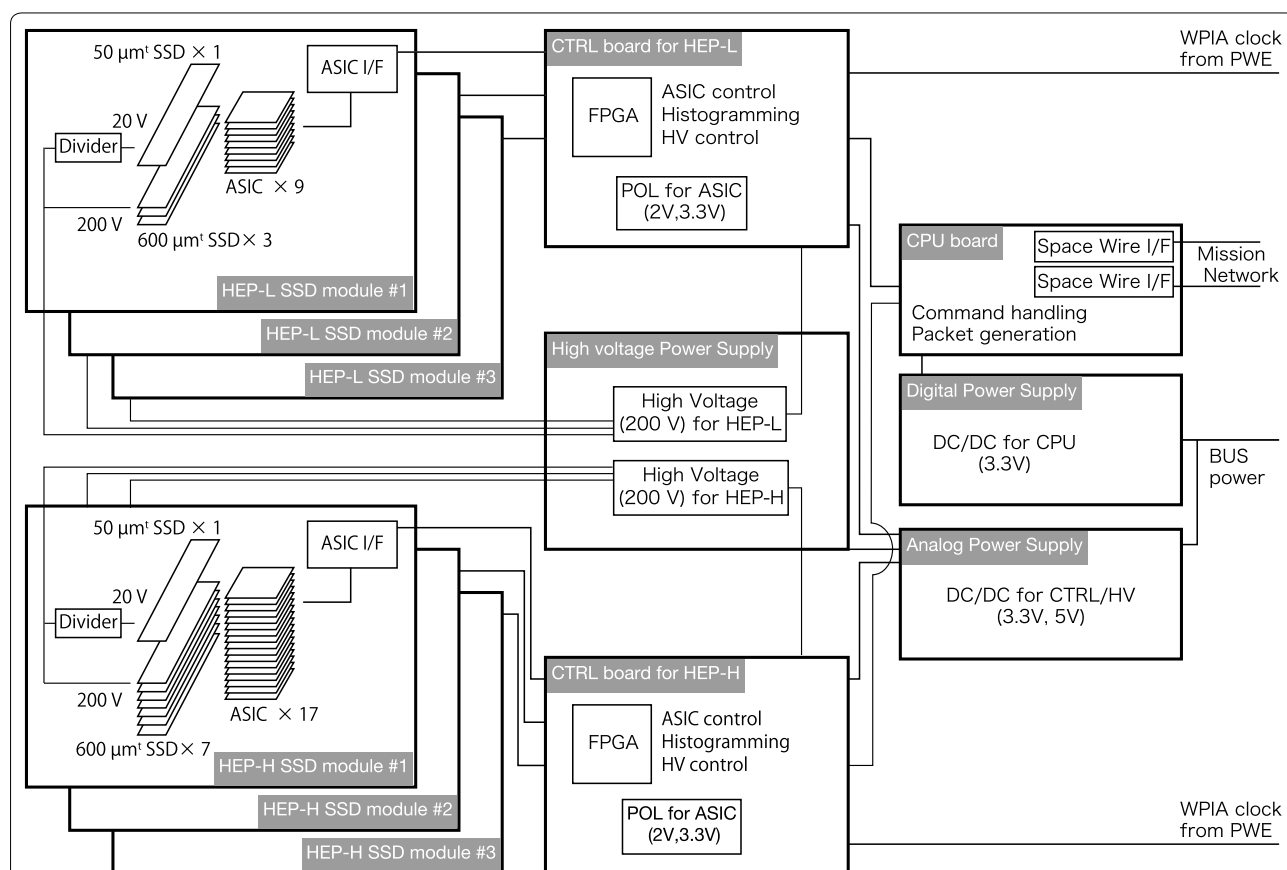 50 µmᵗ SSD × 1
ASIC I/F
20 V
Divider
ASIC × 9
200 V
600 µmᵗ SSD × 3
HEP-L SSD module #1
HEP-L SSD module #2
HEP-L SSD module #3
CTRL board for HEP-L
FPGA
ASIC control
Histogramming
HV control
POL for ASIC
(2V,3.3V)
WPIA clock
from PWE
CPU board
Space Wire I/F
Space Wire I/F
Mission
Network
Command handling
Packet generation
High voltage Power Supply
High Voltage
(200 V) for HEP-L
High Voltage
(200 V) for HEP-H
Digital Power Supply
DC/DC for CPU
(3.3V)
BUS
power
Analog Power Supply
DC/DC for CTRL/HV
(3.3V, 5V)
50 µmᵗ SSD × 1
ASIC I/F
20 V
Divider
200 V
ASIC × 17
600 µmᵗ SSD × 7
HEP-H SSD module #1
HEP-H SSD module #2
HEP-H SSD module #3
CTRL board for HEP-H
FPGA
ASIC control
Histogramming
HV control
POL for ASIC
(2V,3.3V)
WPIA clock
from PWE